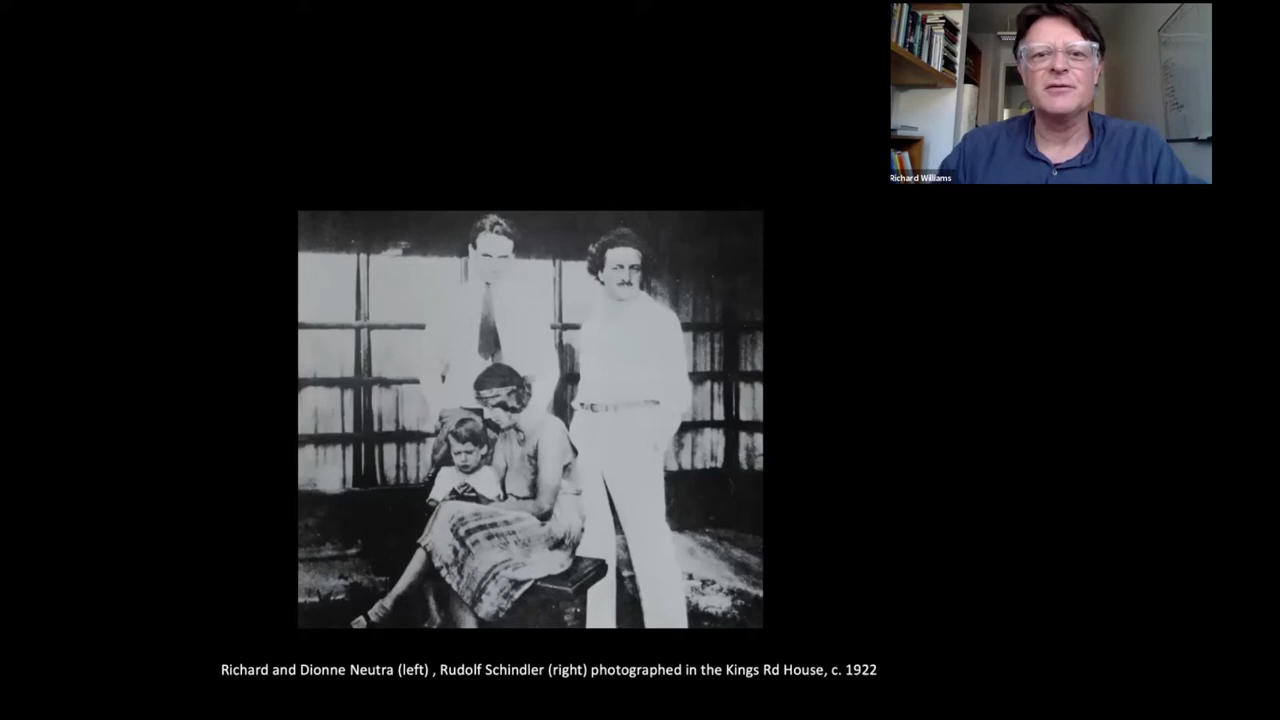 Richard Williams
Richard and Dionne Neutra (left) , Rudolf Schindler (right) photographed in the Kings Rd House, c. 1922